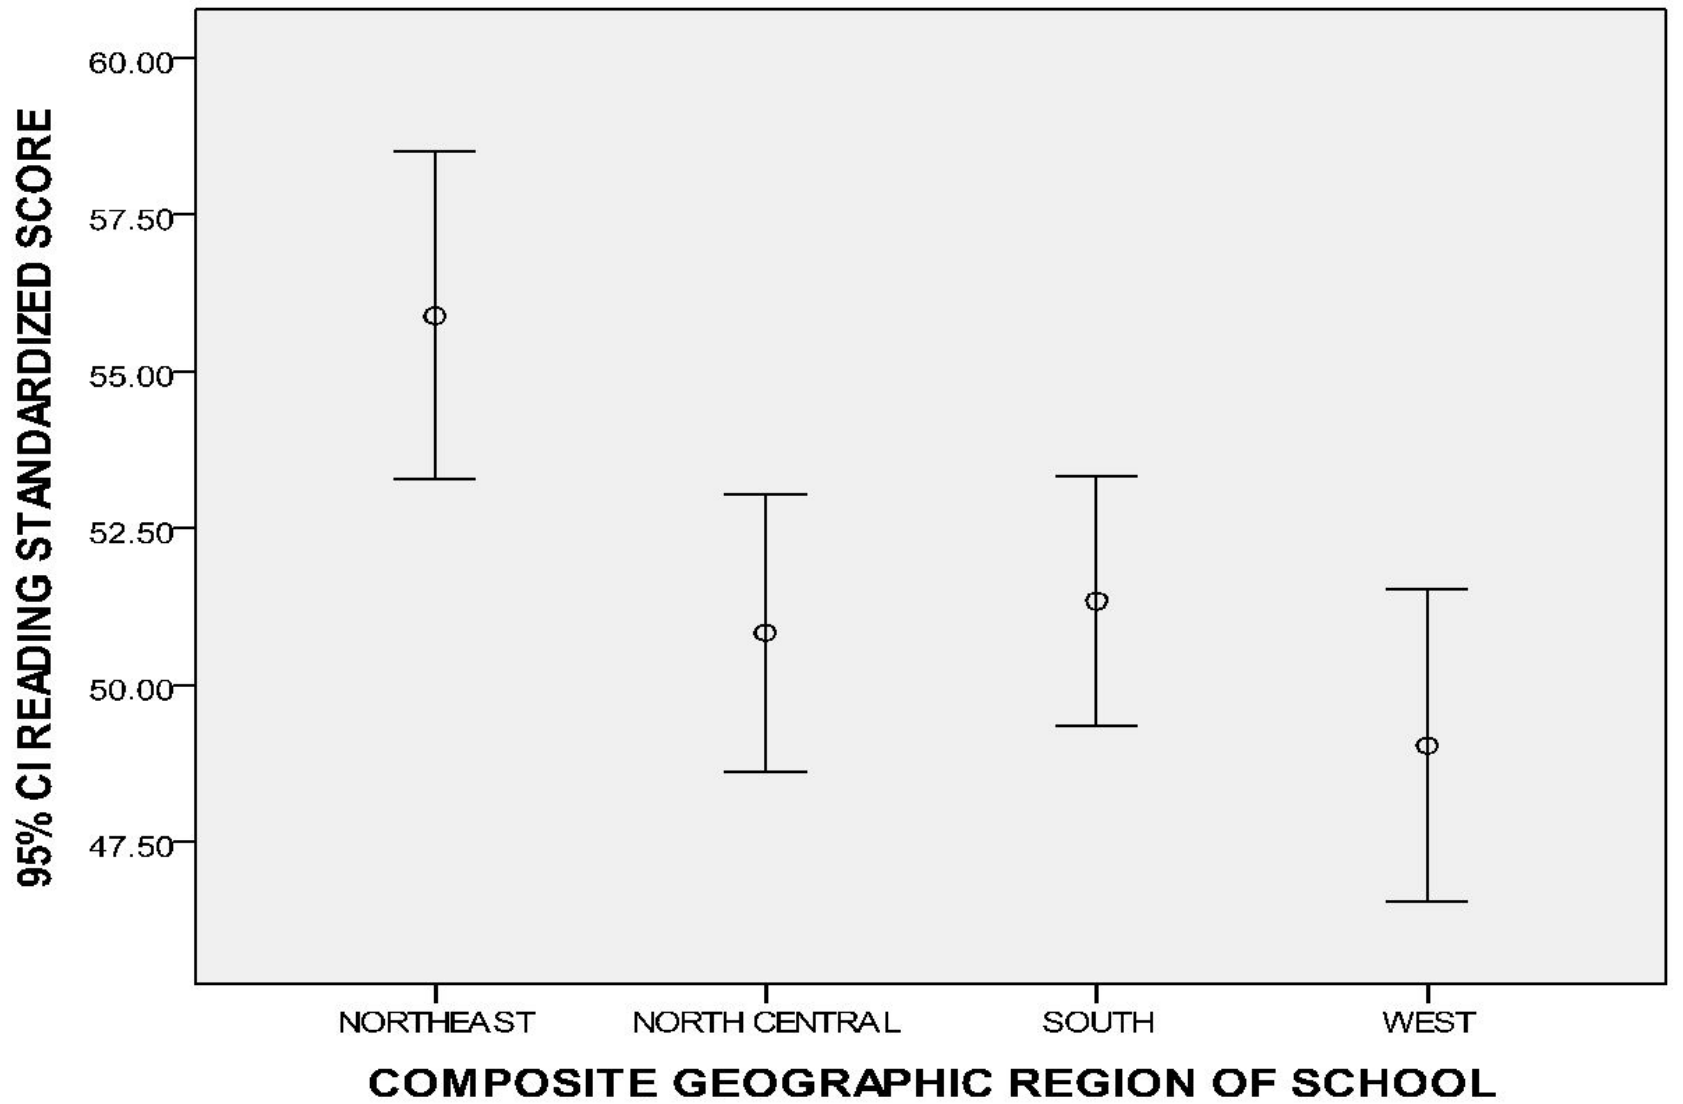 95% CI READING STANDARDIZED SCORE
60.00
57.50
55.00
52.50
50.00
47.50
NORTHEAST
NORTH CENTRAL
SOUTH
WEST
COMPOSITE GEOGRAPHIC REGION OF SCHOOL